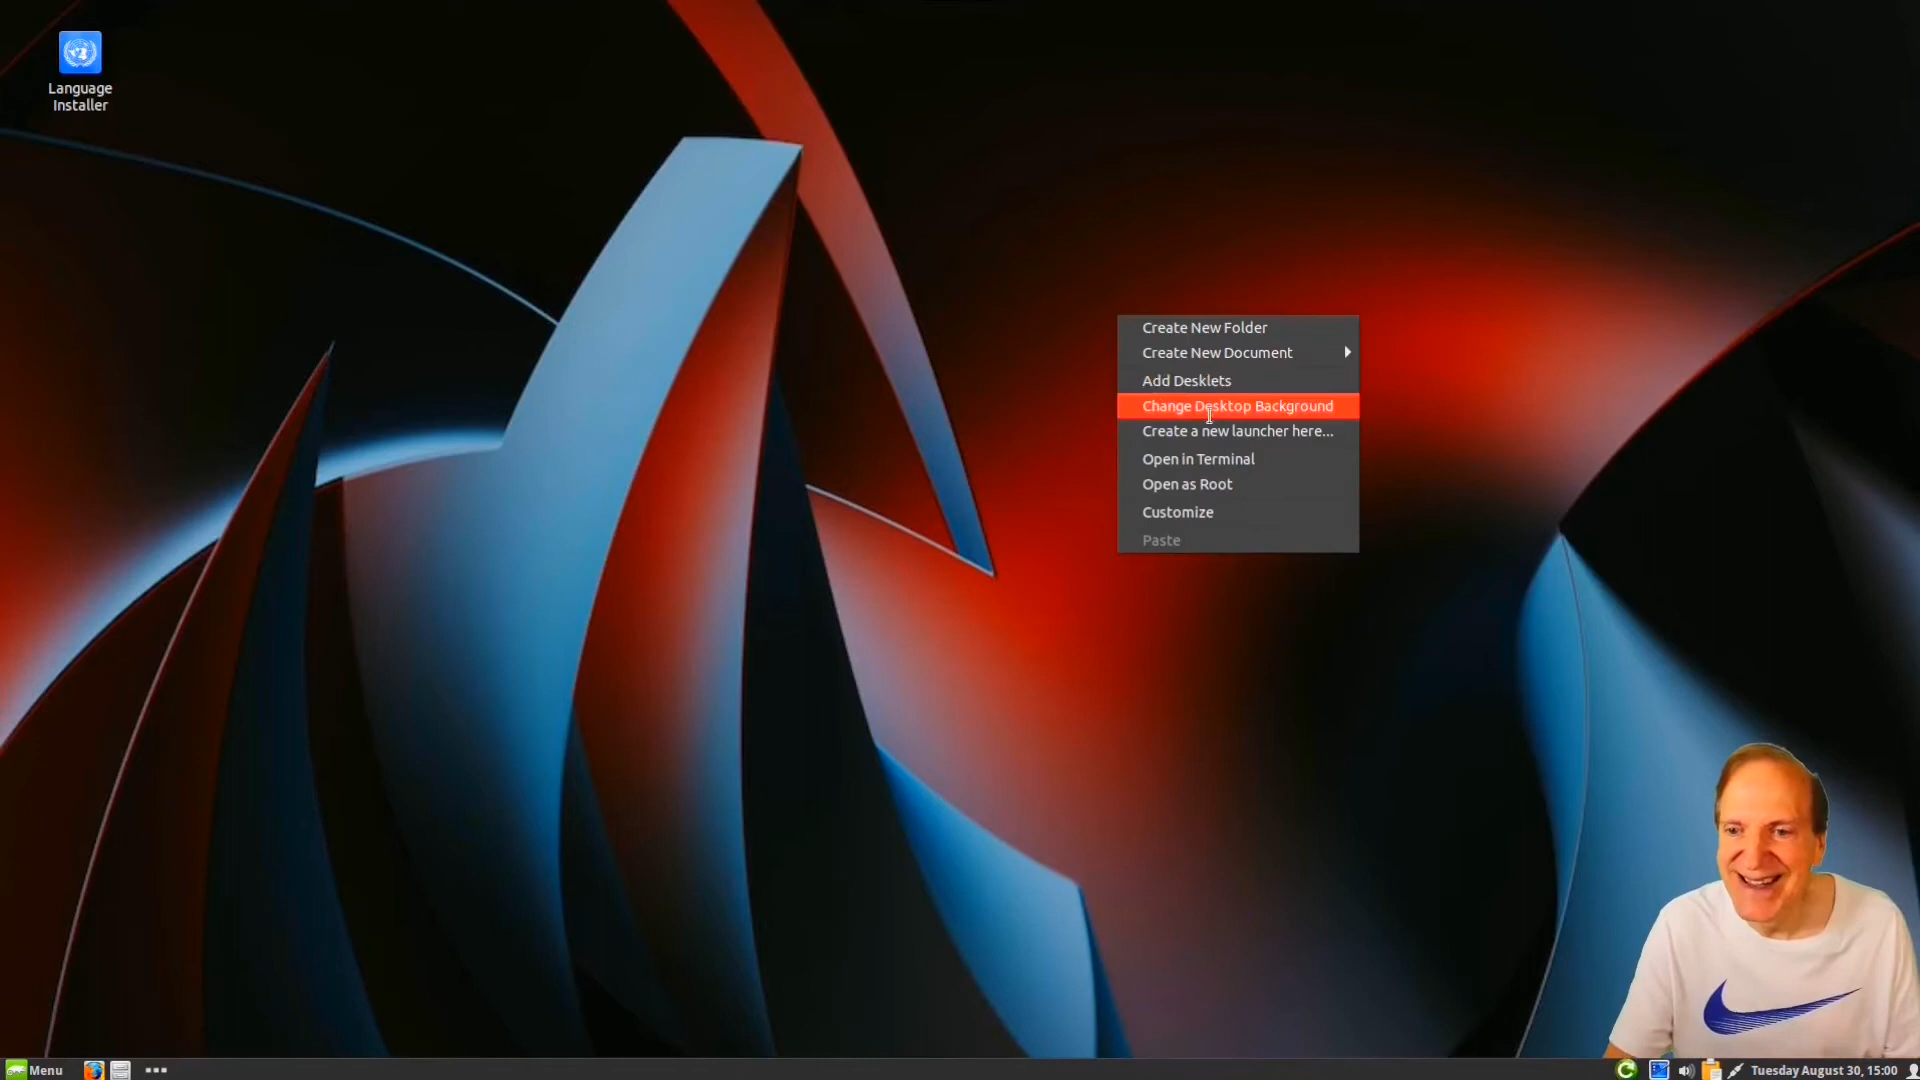 Language
Installer
Create New Folder
Create New Document
Add Desklets
Change Desktop Background
Create a new launcher here...
Open in Terminal
Open as Root
Customize
Paste
Menu
Tuesday August 30, 15:00